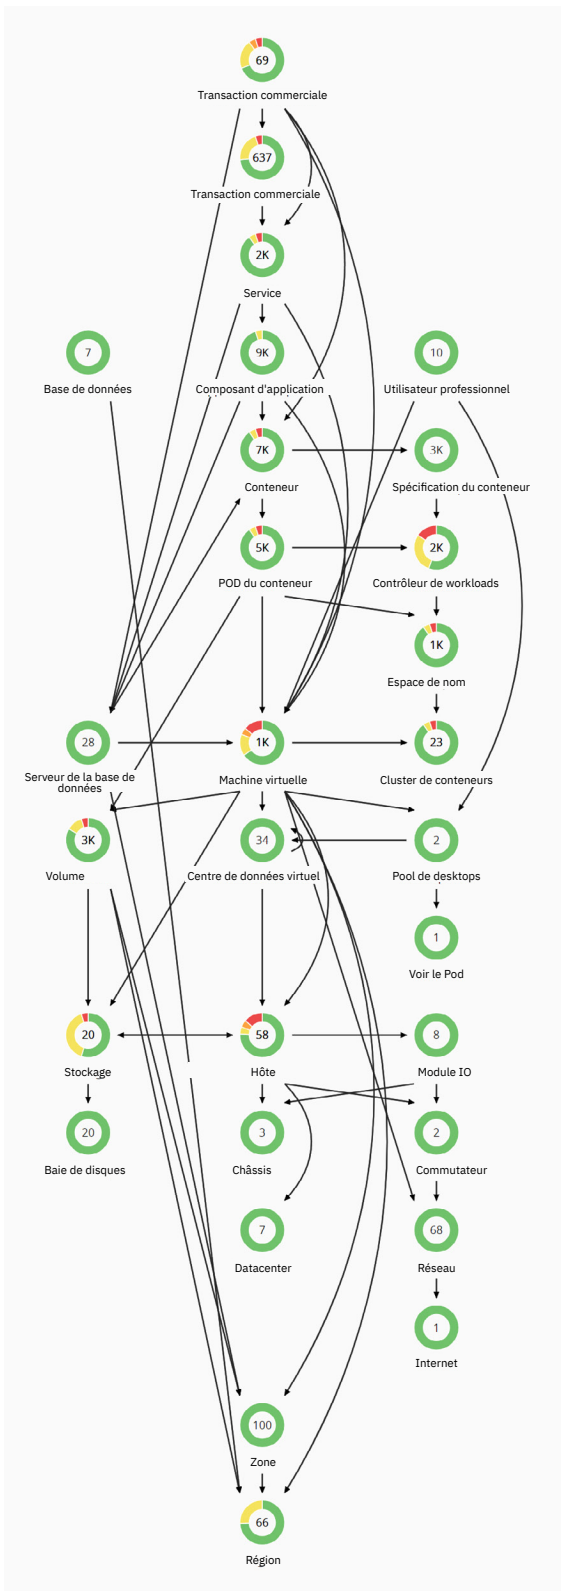 69
Transaction commerciale
637
Transaction commerciale
2K
Service
7
Base de données
9K
Composant d'application
10
Utilisateur professionnel
7K
Conteneur
3K
Spécification du conteneur
5K
POD du conteneur
2K
Contrôleur de workloads
1K
Espace de nom
28
Serveur de la base de
données
1K
Machine virtuelle
23
Cluster de conteneurs
3K
Volume
34
Centre de données virtuel
2
Pool de desktops
1
Voir le Pod
20
Stockage
58
Hôte
8
Module IO
20
Baie de disques
3
Châssis
2
Commutateur
7
Datacenter
68
Réseau
1
Internet
100
Zone
66
Région